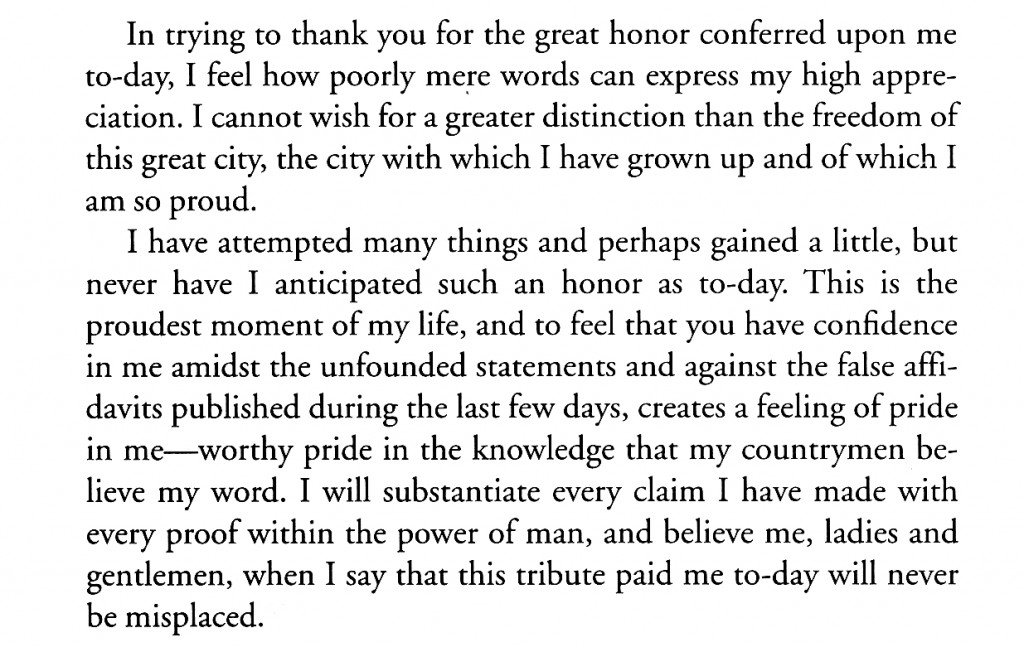 In trying to thank you for the great honor conferred upon me
to-day, I feel how poorly mere words can express my high appre-
ciation. I cannot wish for a greater distinction than the freedom of
this great city, the city with which I have grown up and of which I
am so proud.
I have attempted many things and perhaps gained a little, but
never have I anticipated such an honor as to-day. This is the
proudest moment of my life, and to feel that you have confidence
in me amidst the unfounded statements and against the false affi-
davits published during the last few days, creates a feeling of pride
in me—worthy pride in the knowledge that my countrymen be-
lieve my word. I will substantiate every claim I have made with
every proof within the power of man, and believe me, ladies and
gentlemen, when I say that this tribute paid me to-day will never
be misplaced.